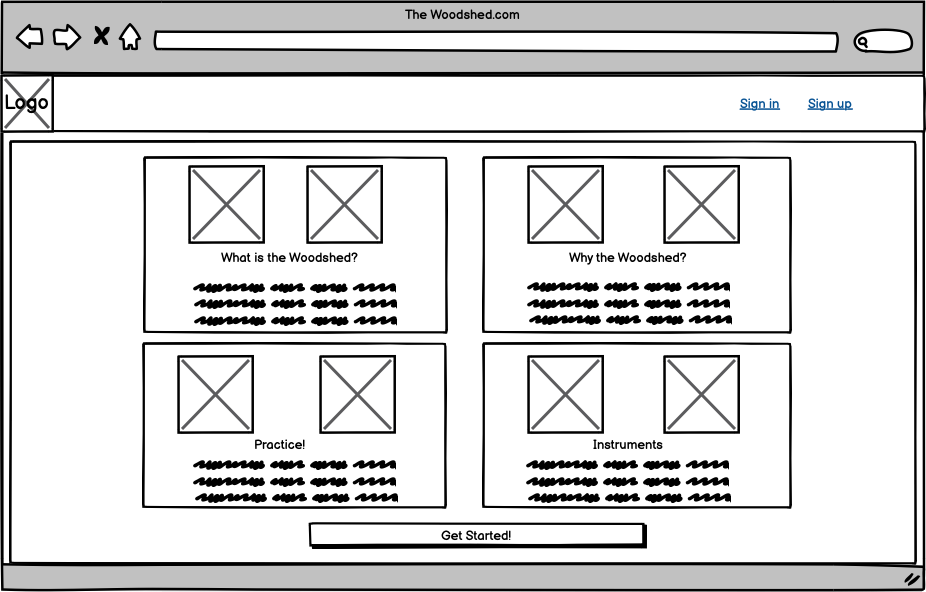 The Woodshed.com
Logo
Sign in
Sign up
What is the Woodshed?
Why the Woodshed?
Practice!
Instruments
Get Started!